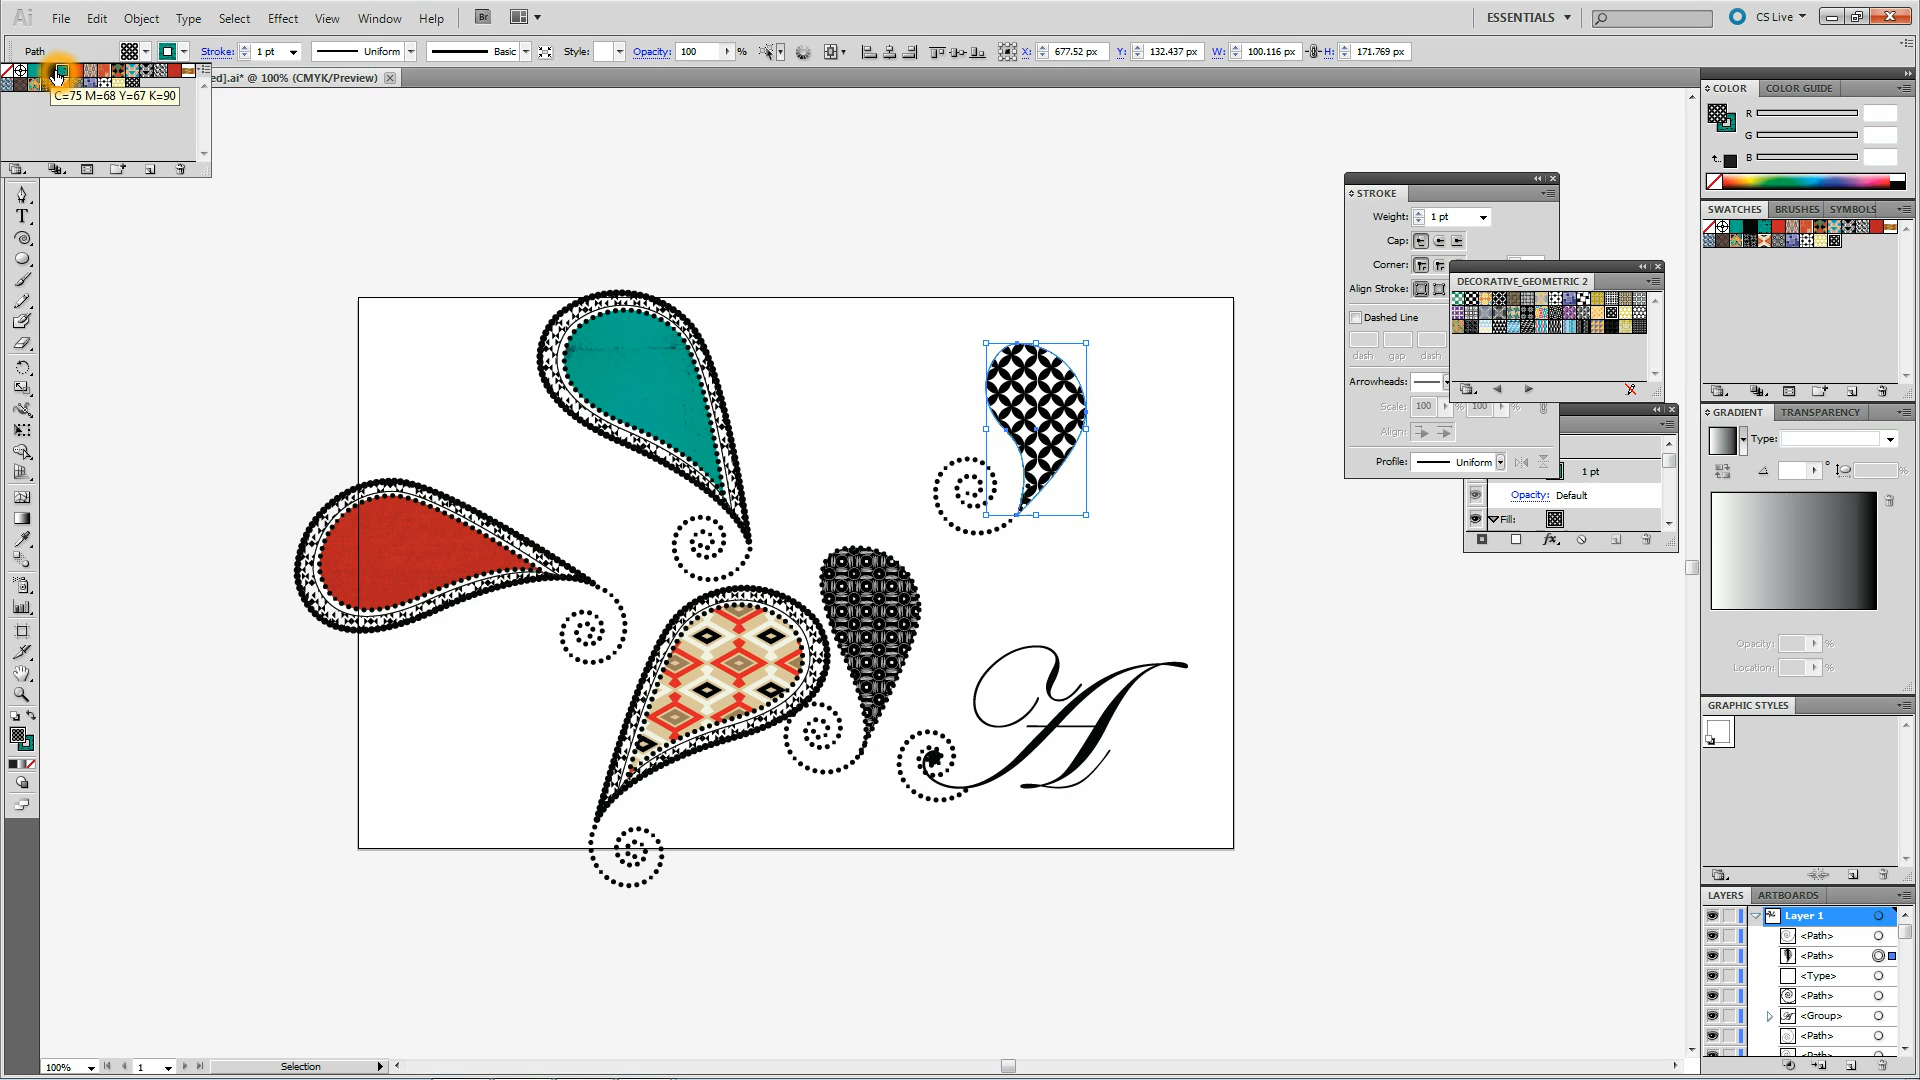 Ai File Edit Object Type Select Effect View Window Help Br ESSENTIALS CS Live
Path Stroke: 1 pt Uniform Basic Style: Opacity: 100 % X: 677.52 px Y: 132.437 px W: 100.116 px H: 171.769 px
ed].ai* @ 100% (CMYK/Preview)
C=75 M=68 Y=67 K=90
COLOR COLOR GUIDE
R
G
B
SWATCHES BRUSHES SYMBOLS
STROKE
Weight: 1 pt
Cap:
Corner:
Align Stroke:
Dashed Line
dash gap dash
Arrowheads:
Scale: 100 % 100 %
Align:
Profile: Uniform
DECORATIVE_GEOMETRIC 2
1 pt
Opacity: Default
Fill:
GRADIENT TRANSPARENCY
Type:
°
%
Opacity: %
Location: %
GRAPHIC STYLES
LAYERS ARTBOARDS
Layer 1
<Path>
<Path>
<Type>
<Path>
<Group>
<Path>
<Path>
A
T
100% 1 Selection